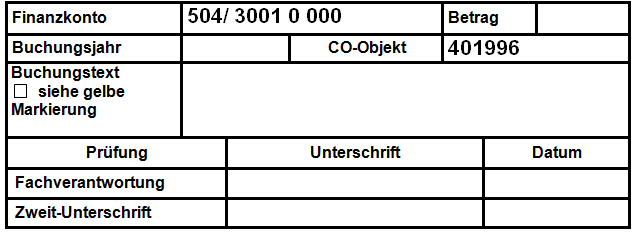 Finanzkonto 504/ 3001 0 000 Betrag
Buchungsjahr CO-Objekt 401996
Buchungstext
siehe gelbe
Markierung
Prüfung Unterschrift Datum
Fachverantwortung
Zweit-Unterschrift